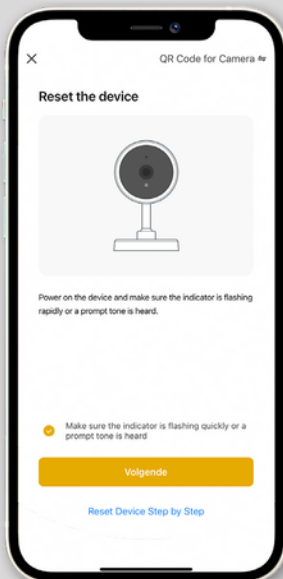 QR Code for Camera
Reset the device
Power on the device and make sure the indicator is flashing
rapidly or a prompt tone is heard.
Make sure the indicator is flashing quickly or a
prompt tone is heard
Volgende
Reset Device Step by Step